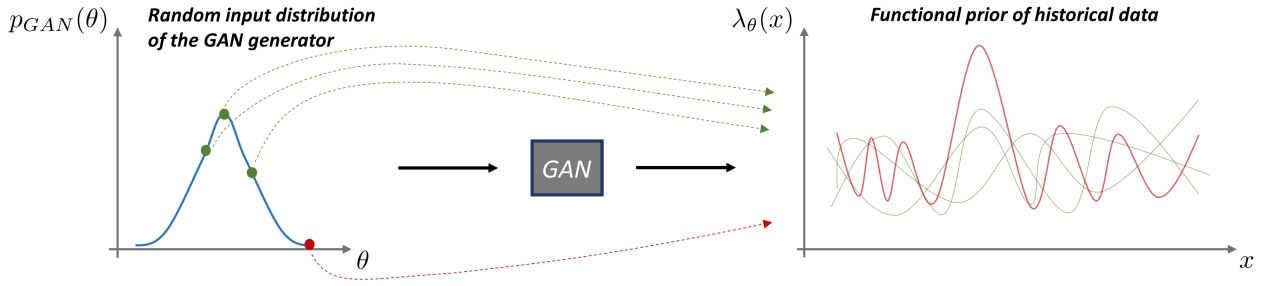 p_{GAN}(θ)
Random input distribution
of the GAN generator
λ_θ(x)
Functional prior of historical data
GAN
θ
x